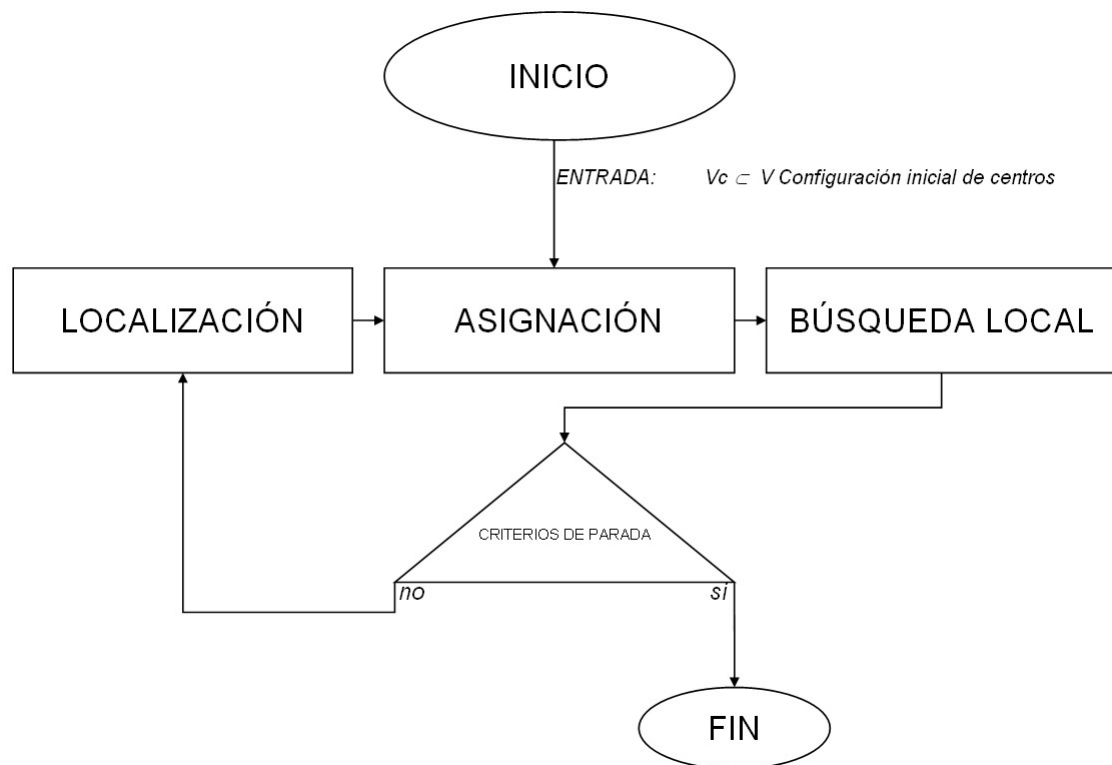 INICIO
ENTRADA: Vc ⊂ V Configuración inicial de centros
LOCALIZACIÓN
ASIGNACIÓN
BÚSQUEDA LOCAL
CRITERIOS DE PARADA
no
si
FIN